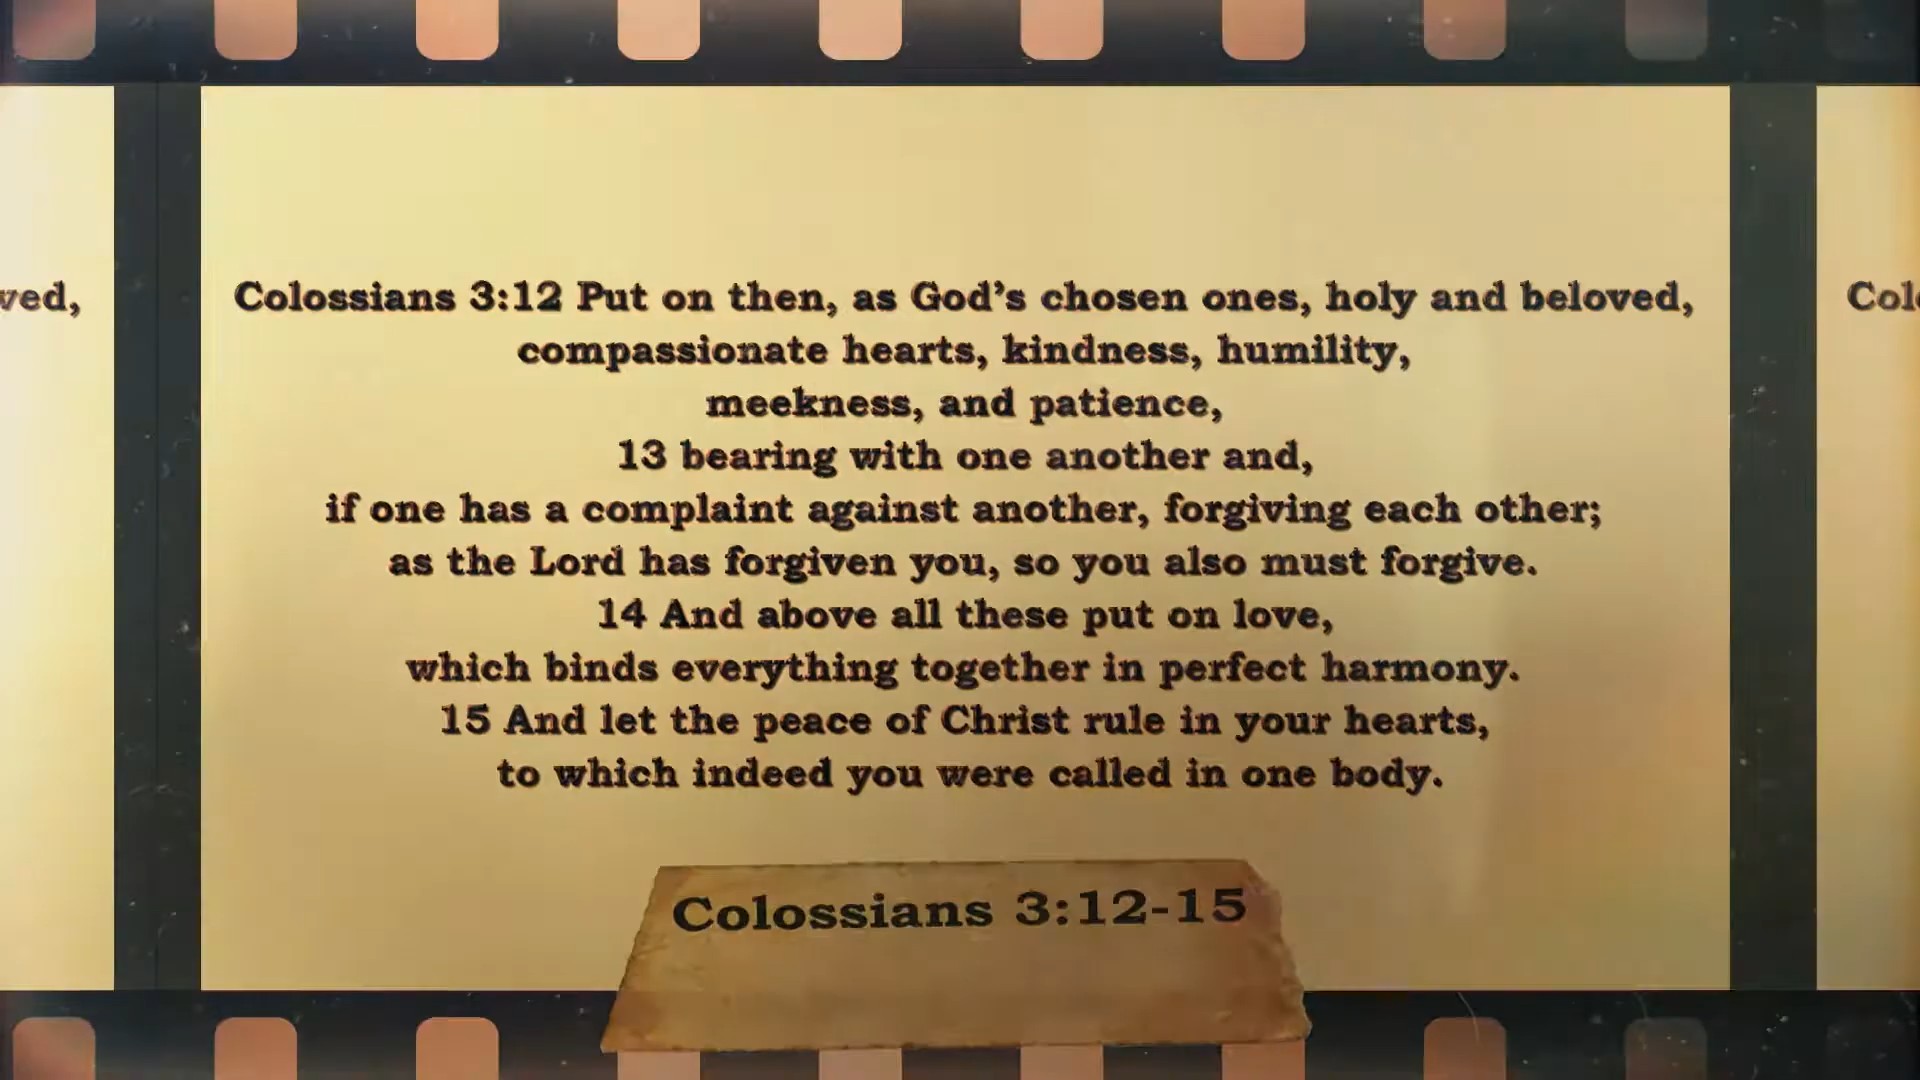 Colossians 3:12 Put on then, as God's chosen ones, holy and beloved,
compassionate hearts, kindness, humility,
meekness, and patience,
13 bearing with one another and,
if one has a complaint against another, forgiving each other;
as the Lord has forgiven you, so you also must forgive.
14 And above all these put on love,
which binds everything together in perfect harmony.
15 And let the peace of Christ rule in your hearts,
to which indeed you were called in one body.
Colossians 3:12-15